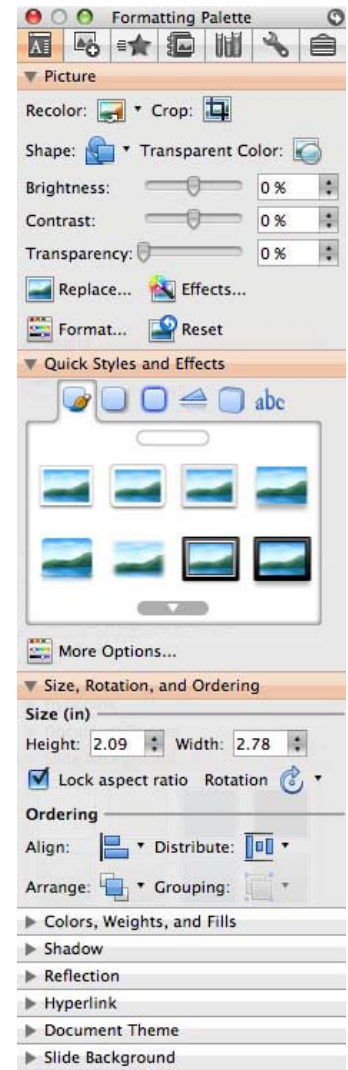 Formatting Palette
A
Picture
Recolor: Crop:
Shape: Transparent Color:
Brightness: 0 %
Contrast: 0 %
Transparency: 0 %
Replace... Effects...
Format... Reset
Quick Styles and Effects
abc
More Options...
Size, Rotation, and Ordering
Size (in)
Height: 2.09 Width: 2.78
Lock aspect ratio Rotation
Ordering
Align: Distribute:
Arrange: Grouping:
Colors, Weights, and Fills
Shadow
Reflection
Hyperlink
Document Theme
Slide Background